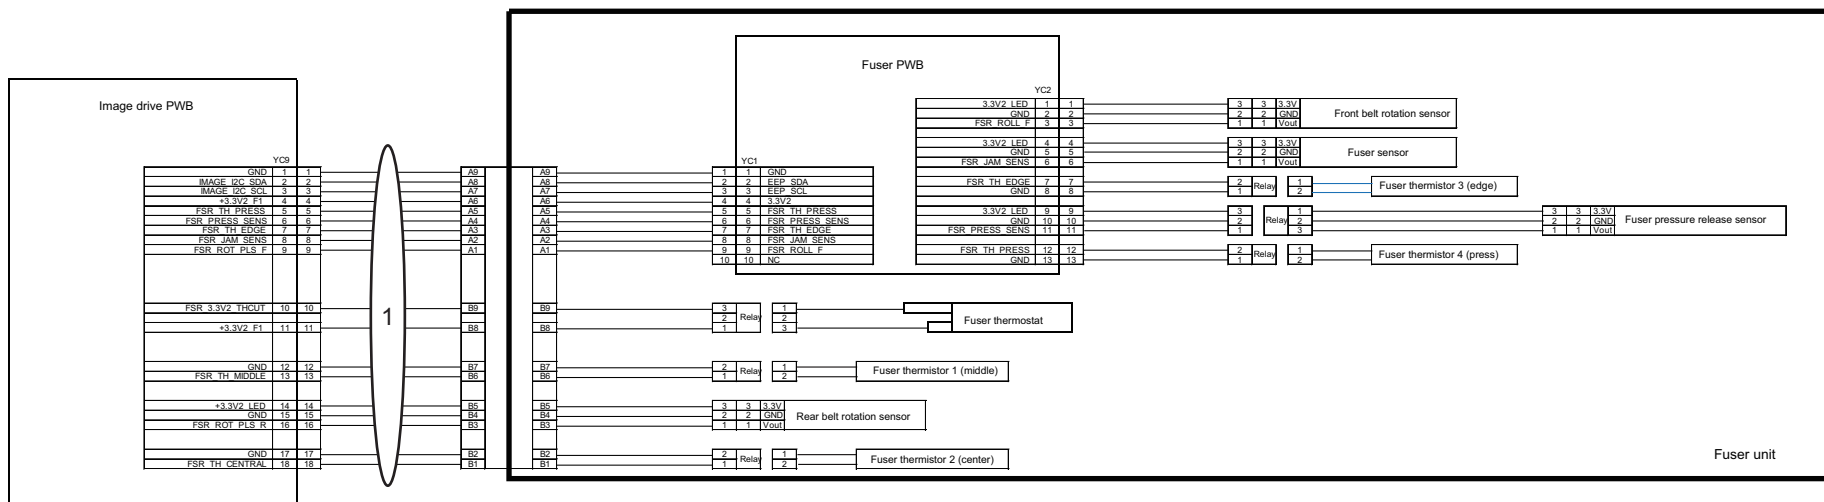 Fuser PWB
Image drive PWB
YC2
3.3V2 LED 1 1 3 3 3.3V
GND 2 2 2 2 GND Front belt rotation sensor
FSR ROLL F 3 3 1 1 Vout
3.3V2 LED 4 4 3 3 3.3V
GND 5 5 2 2 GND Fuser sensor
FSR JAM SENS 6 6 1 1 Vout
YC9 YC1
GND 1 1 A9 A9 1 1 GND
IMAGE I2C SDA 2 2 A8 A8 2 2 EEP SDA
IMAGE I2C SCL 3 3 A7 A7 3 3 EEP SCL
+3.3V2 F1 4 4 A6 A6 4 4 3.3V2
FSR TH PRESS 5 5 A5 A5 5 5 FSR TH PRESS
FSR PRESS SENS 6 6 A4 A4 6 6 FSR PRESS SENS
FSR TH EDGE 7 7 A3 A3 7 7 FSR TH EDGE
FSR JAM SENS 8 8 A2 A2 8 8 FSR JAM SENS
FSR ROT PLS F 9 9 A1 A1 9 9 FSR ROLL F
10 10 NC
FSR TH EDGE 7 7 2 Relay 1 Fuser thermistor 3 (edge)
GND 8 8 1 2
3.3V2 LED 9 9 3 1 3 3 3.3V
GND 10 10 2 Relay 2 2 2 GND Fuser pressure release sensor
FSR PRESS SENS 11 11 1 3 1 1 Vout
FSR TH PRESS 12 12 2 Relay 1 Fuser thermistor 4 (press)
GND 13 13 1 2
FSR 3.3V2 THCUT 10 10 B9 B9 3 1
1
2 Relay 2 Fuser thermostat
+3.3V2 F1 11 11 B8 B8 1 3
GND 12 12 B7 B7 2 Relay 1 Fuser thermistor 1 (middle)
FSR TH MIDDLE 13 13 B6 B6 1 2
+3.3V2 LED 14 14 B5 B5 3 3 3.3V
GND 15 15 B4 B4 2 2 GND Rear belt rotation sensor
FSR ROT PLS R 16 16 B3 B3 1 1 Vout
GND 17 17 B2 B2 2 Relay 1 Fuser thermistor 2 (center)
FSR TH CENTRAL 18 18 B1 B1 1 2
Fuser unit